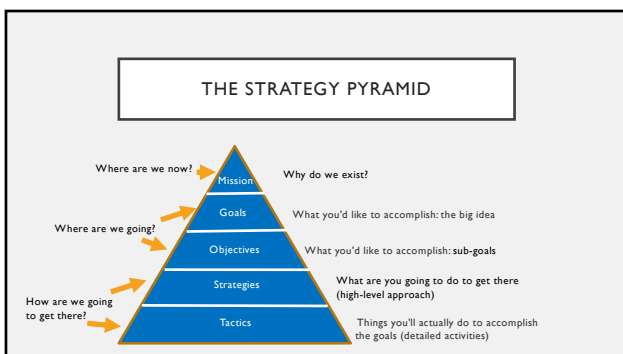 THE STRATEGY PYRAMID
Where are we now?
Mission
Why do we exist?
Goals
What you'd like to accomplish: the big idea
Where are we going?
Objectives
What you'd like to accomplish: sub-goals
Strategies
What are you going to do to get there
(high-level approach)
How are we going
to get there?
Tactics
Things you'll actually do to accomplish
the goals (detailed activities)